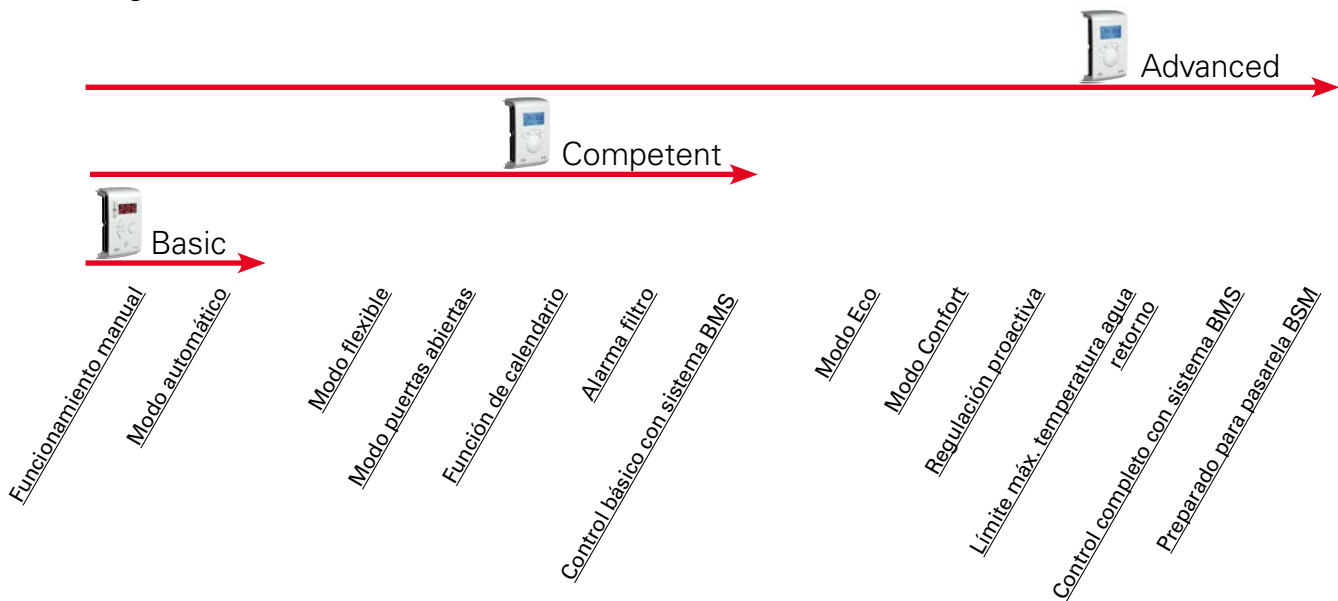 Advanced
Competent
Basic
Funcionamiento manual
Modo automático
Modo flexible
Modo puertas abiertas
Función de calendario
Alarma filtro
Control básico con sistema BMS
Modo Eco
Modo Confort
Regulación proactiva
Límite máx. temperatura agua
retorno
Control completo con sistema BMS
Preparado para pasarela BSM